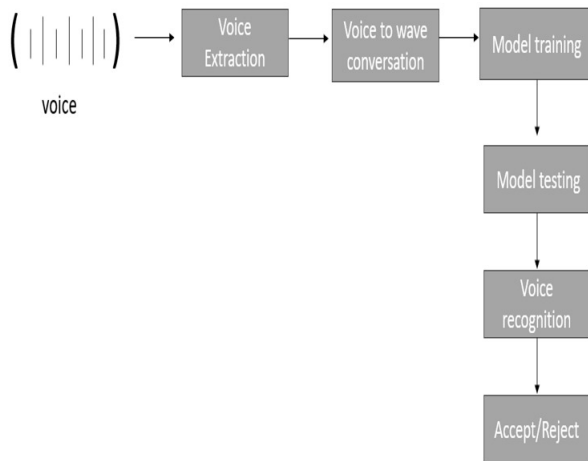 voice
Voice
Extraction
Voice to wave
conversation
Model training
Model testing
Voice
recognition
Accept/Reject